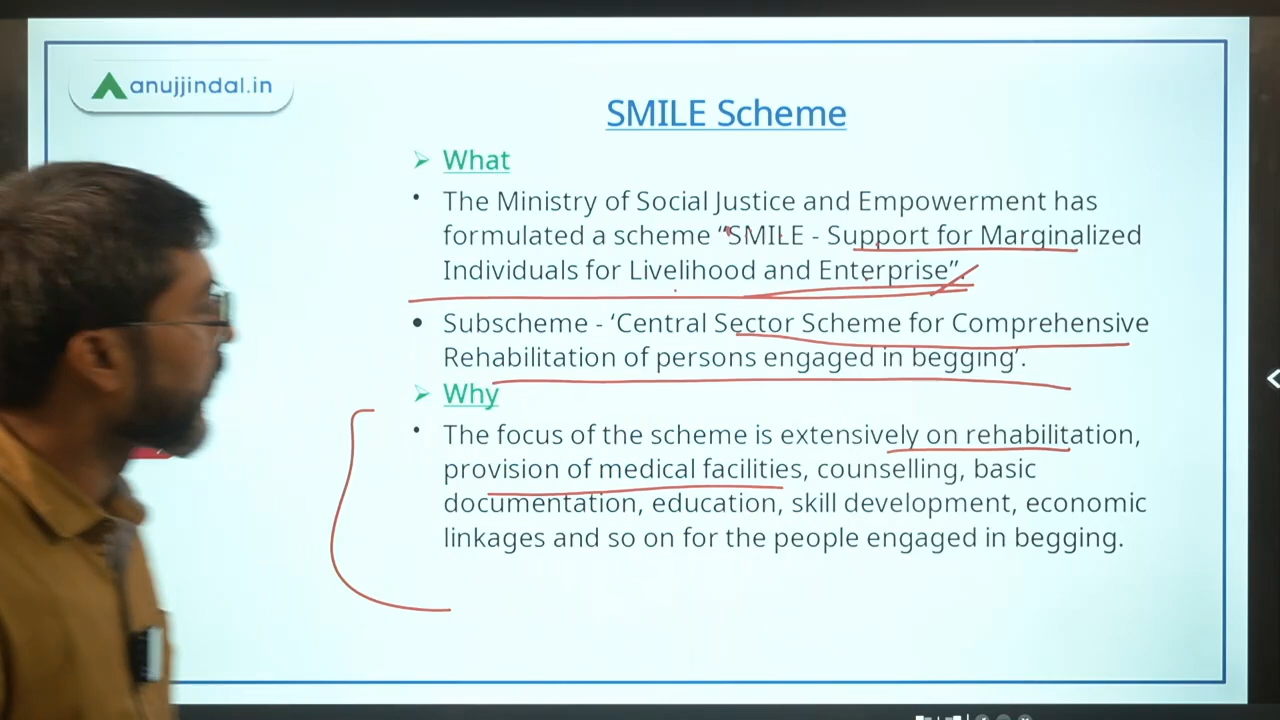 anujjindal.in
SMILE Scheme
What
The Ministry of Social Justice and Empowerment has
formulated a scheme “SMILE - Support for Marginalized
Individuals for Livelihood and Enterprise”.
Subscheme - ‘Central Sector Scheme for Comprehensive
Rehabilitation of persons engaged in begging’.
Why
The focus of the scheme is extensively on rehabilitation,
provision of medical facilities, counselling, basic
documentation, education, skill development, economic
linkages and so on for the people engaged in begging.